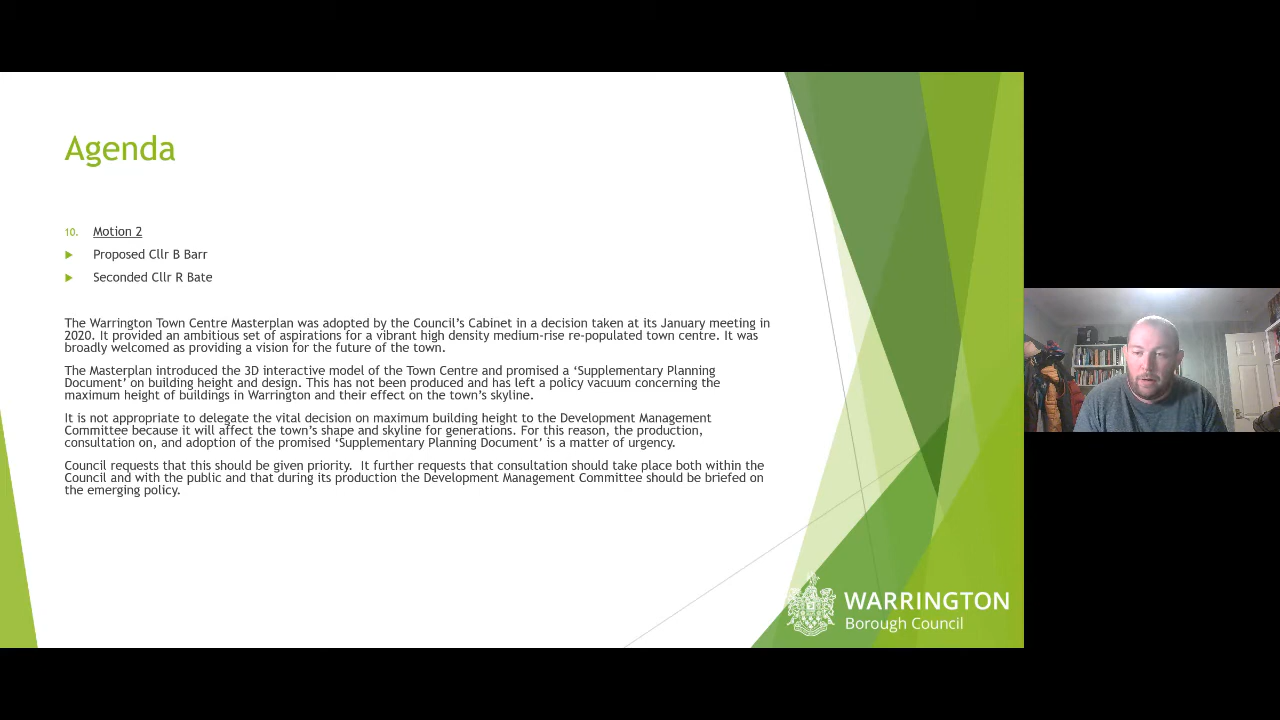 Agenda
10. Motion 2
Proposed Cllr B Barr
Seconded Cllr R Bate
The Warrington Town Centre Masterplan was adopted by the Council's Cabinet in a decision taken at its January meeting in
2020. It provided an ambitious set of aspirations for a vibrant high density medium-rise re-populated town centre. It was
broadly welcomed as providing a vision for the future of the town.
The Masterplan introduced the 3D interactive model of the Town Centre and promised a 'Supplementary Planning
Document' on building height and design. This has not been produced and has left a policy vacuum concerning the
maximum height of buildings in Warrington and their effect on the town's skyline.
It is not appropriate to delegate the vital decision on maximum building height to the Development Management
Committee because it will affect the town's shape and skyline for generations. For this reason, the production,
consultation on, and adoption of the promised 'Supplementary Planning Document' is a matter of urgency.
Council requests that this should be given priority.  It further requests that consultation should take place both within the
Council and with the public and that during its production the Development Management Committee should be briefed on
the emerging policy.
WARRINGTON
Borough Council